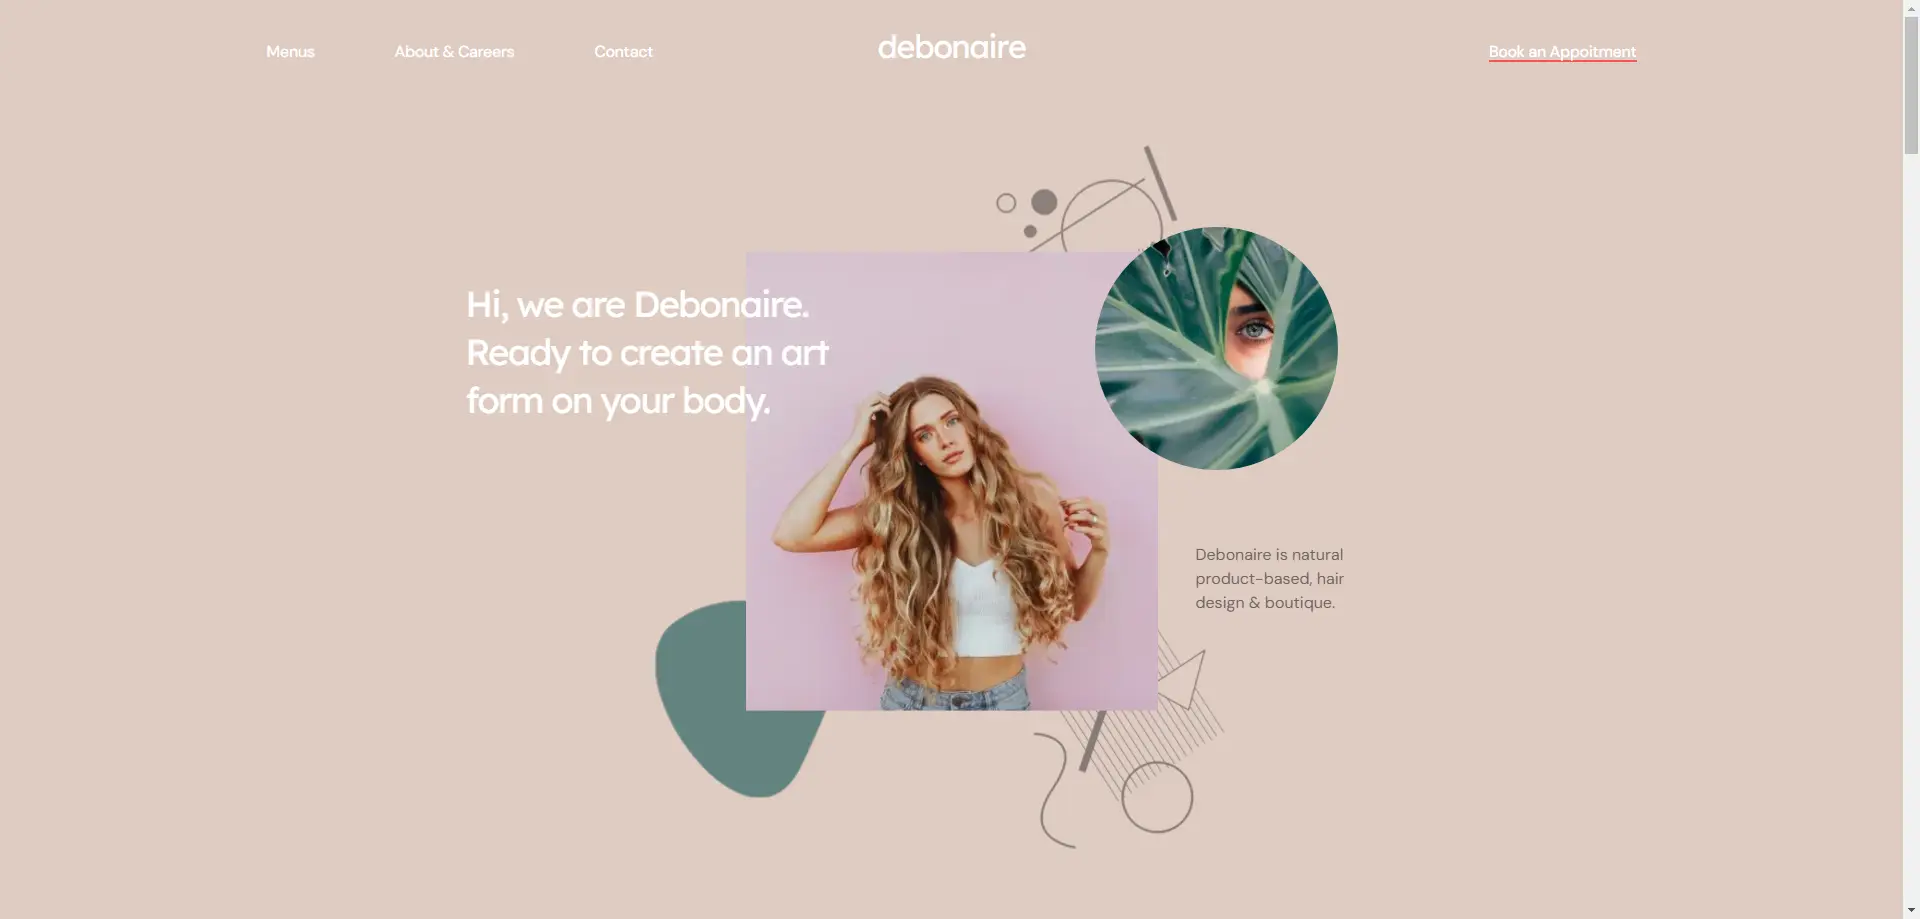 Menus
About & Careers
Contact
debonaire
Book an Appoitment
Hi, we are Debonaire.
Ready to create an art
form on your body.
Debonaire is natural
product-based, hair
design & boutique.